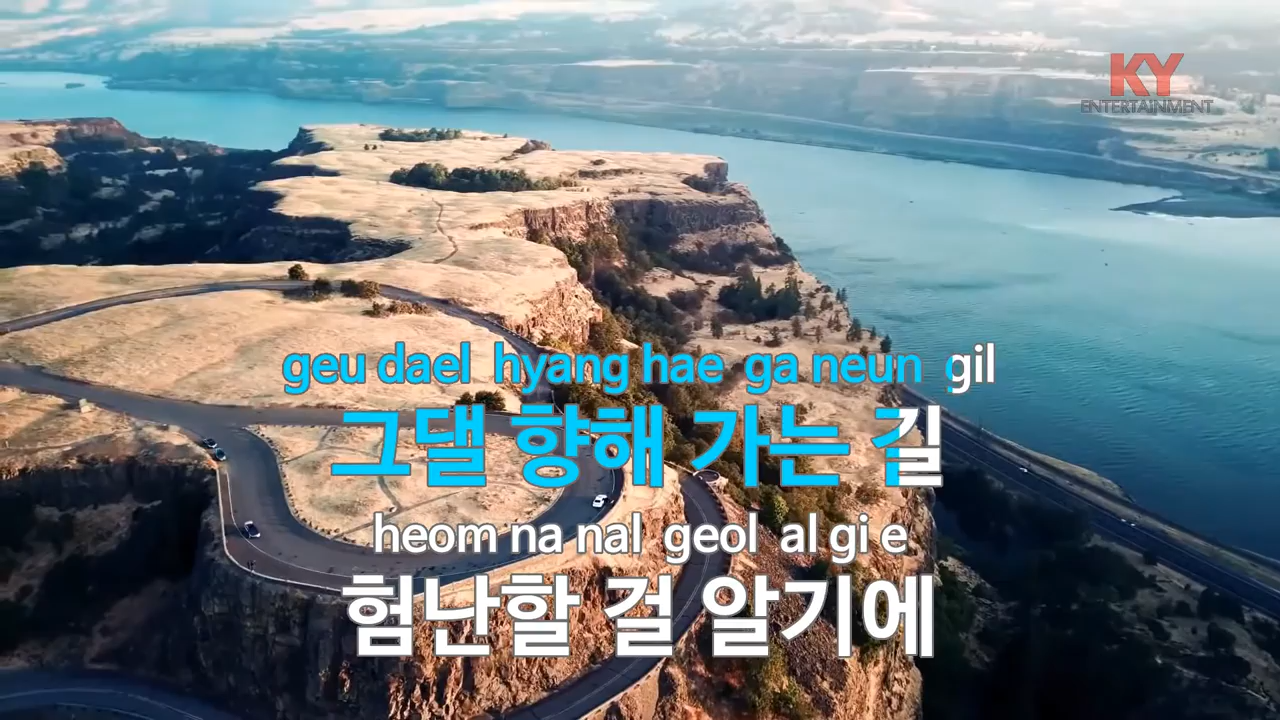 KY
ENTERTAINMENT
geu dael hyang hae ga neun gil
그댈 향해 가는 길
heom na nal geol al gi e
험난할 걸 알기에